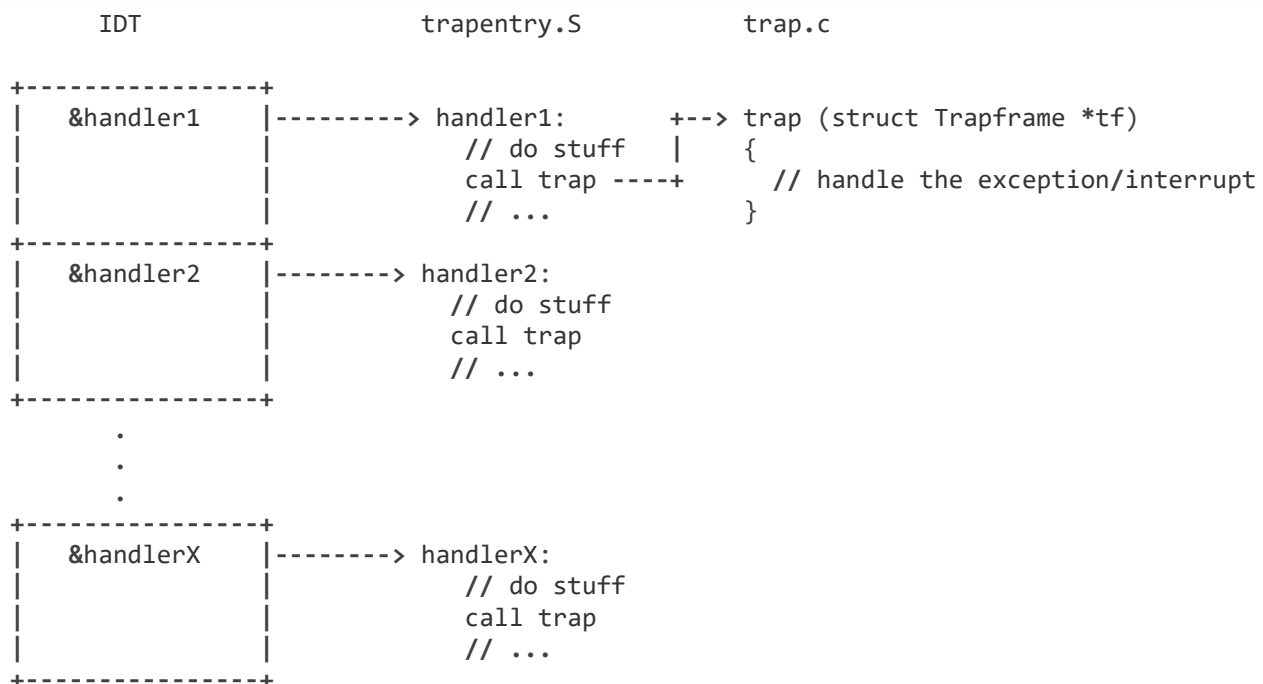 IDT                   trapentry.S         trap.c

+----------------+
|   &handler1    |---------> handler1:       +--> trap (struct Trapframe *tf)
|                |             // do stuff   |    {
|                |             call trap ----+      // handle the exception/interrupt
|                |             // ...             }
+----------------+
|   &handler2    |--------> handler2:
|                |            // do stuff
|                |            call trap
|                |            // ...
+----------------+
       .
       .
       .
+----------------+
|   &handlerX    |--------> handlerX:
|                |             // do stuff
|                |             call trap
|                |             // ...
+----------------+